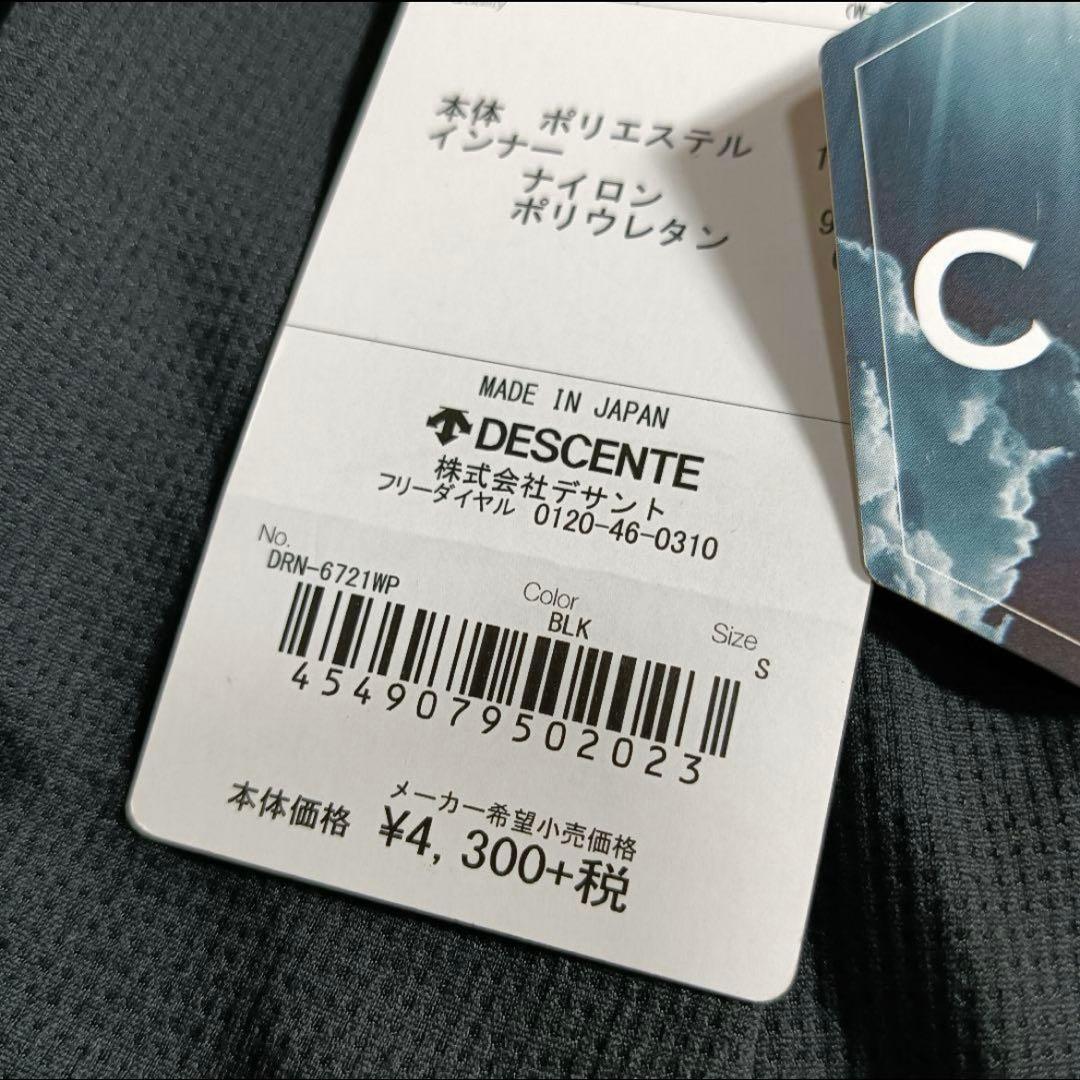 本体 ポリエステル
インナー
ナイロン
ポリウレタン
MADE IN JAPAN
DESCENTE
株式会社デサント
フリーダイヤル 0120-46-0310
No.
DRN-6721WP
Color
BLK
Size
S
4549079502023
メーカー希望小売価格
本体価格 ¥4,300+税
C